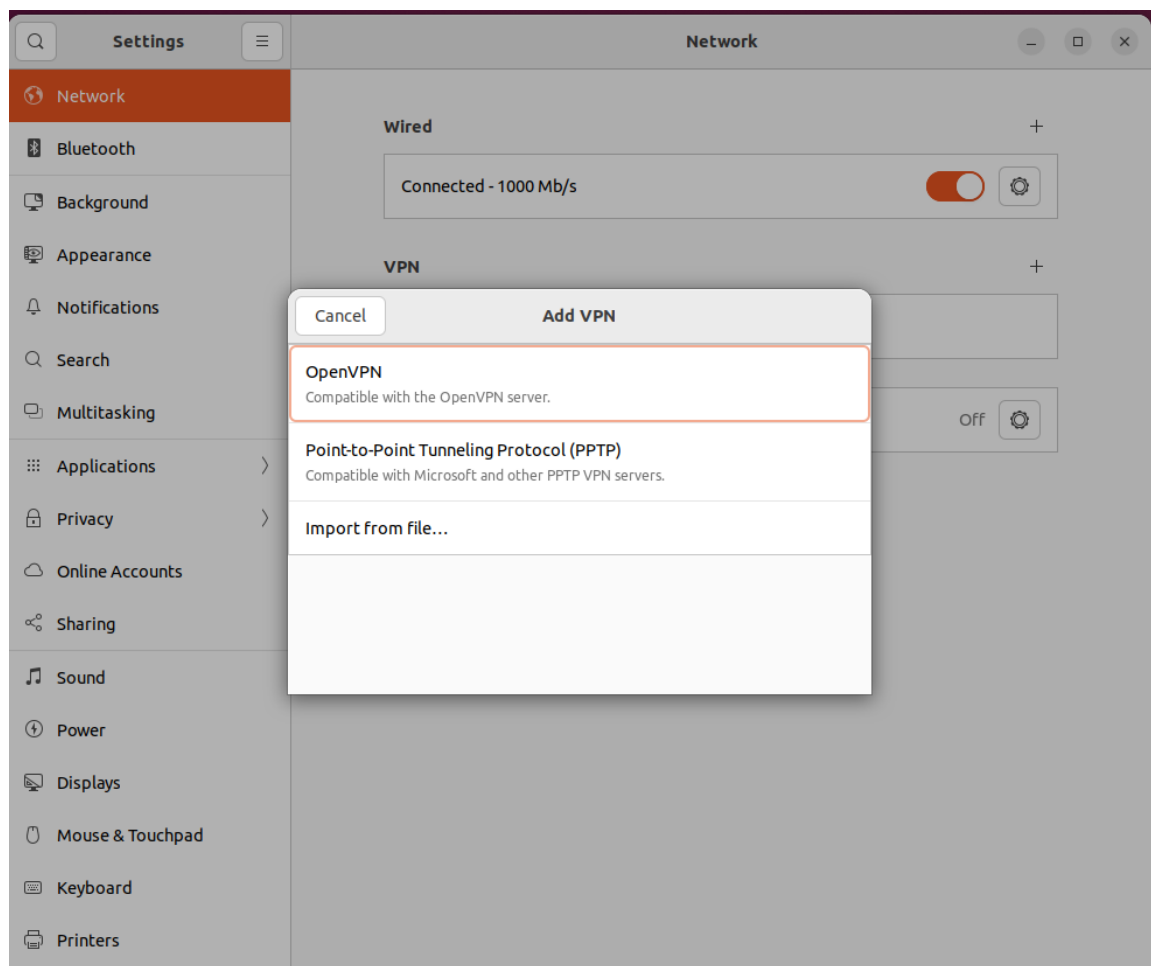 Settings
Network
Network
Bluetooth
Background
Appearance
Notifications
Search
Multitasking
Applications
Privacy
Online Accounts
Sharing
Sound
Power
Displays
Mouse & Touchpad
Keyboard
Printers
Wired
Connected - 1000 Mb/s
VPN
Off
Cancel
Add VPN
OpenVPN
Compatible with the OpenVPN server.
Point-to-Point Tunneling Protocol (PPTP)
Compatible with Microsoft and other PPTP VPN servers.
Import from file...